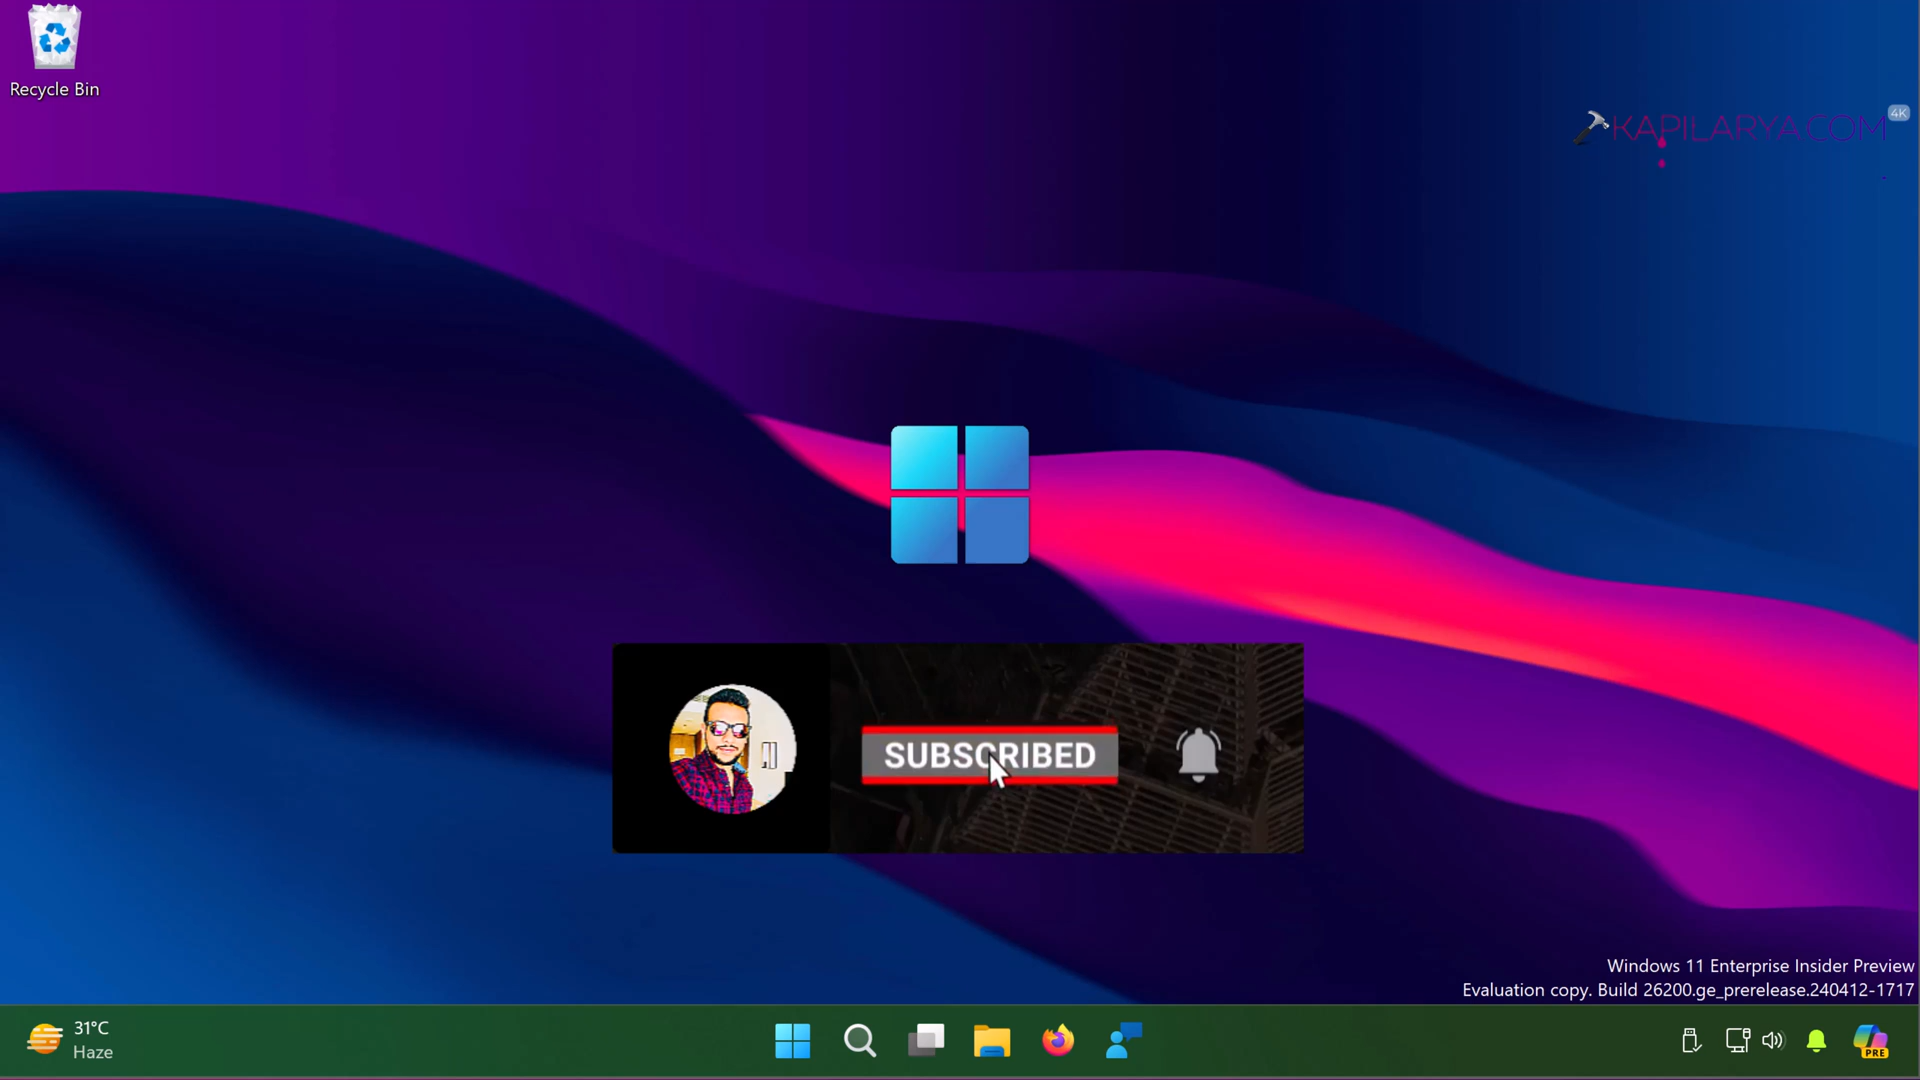 Recycle Bin
4K
KAPILARYA.COM
SUBSCRIBED
Windows 11 Enterprise Insider Preview
Evaluation copy. Build 26200.ge_prerelease.240412-1717
31°C
Haze
PRE